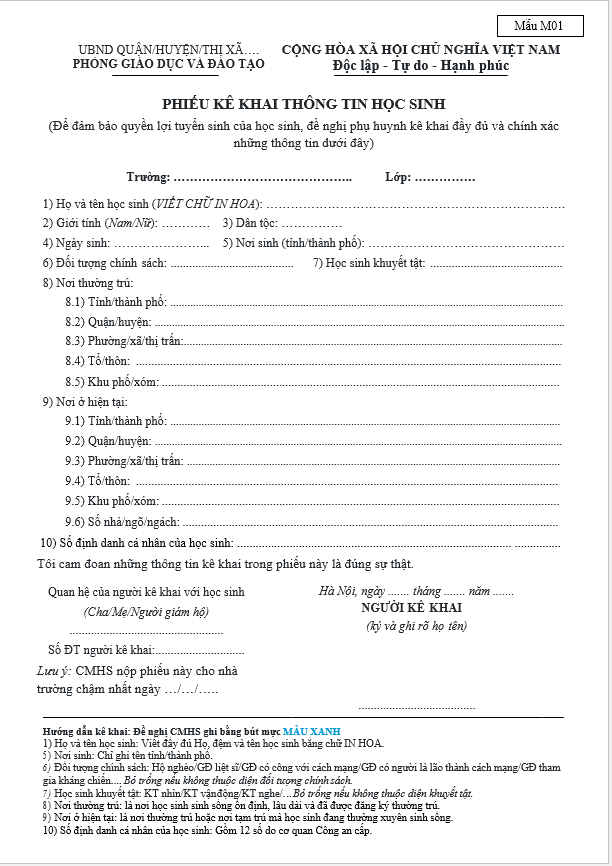 Mẫu M01
UBND QUẬN/HUYỆN/THỊ XÃ….
CỘNG HÒA XÃ HỘI CHỦ NGHĨA VIỆT NAM
PHÒNG GIÁO DỤC VÀ ĐÀO TẠO
Độc lập - Tự do - Hạnh phúc
PHIẾU KÊ KHAI THÔNG TIN HỌC SINH
(Để đảm bảo quyền lợi tuyển sinh của học sinh, đề nghị phụ huynh kê khai đầy đủ và chính xác
những thông tin dưới đây)
Trường: ………………………………….. Lớp: ……………
1) Họ và tên học sinh (VIẾT CHỮ IN HOA): ……………………………………………………………
2) Giới tính (Nam/Nữ): ………… 3) Dân tộc: ……………
4) Ngày sinh: ………………….. 5) Nơi sinh (tỉnh/thành phố): ………………………………………
6) Đối tượng chính sách: ............................................. 7) Học sinh khuyết tật: ..................................................
8) Nơi thường trú:
8.1) Tỉnh/thành phố: ................................................................................
8.2) Quận/huyện: ................................................................................
8.3) Phường/xã/thị trấn:................................................................................
8.4) Tổ/thôn: ................................................................................
8.5) Khu phố/xóm: ................................................................................
9) Nơi ở hiện tại:
9.1) Tỉnh/thành phố: ................................................................................
9.2) Quận/huyện: ................................................................................
9.3) Phường/xã/thị trấn: ................................................................................
9.4) Tổ/thôn: ................................................................................
9.5) Khu phố/xóm: ................................................................................
9.6) Số nhà/ngõ/ngách: ................................................................................
10) Số định danh cá nhân của học sinh: ................................................................................
Tôi cam đoan những thông tin kê khai trong phiếu này là đúng sự thật.
Quan hệ của người kê khai với học sinh
Hà Nội, ngày ....... tháng ....... năm .......
(Cha/Mẹ/Người giám hộ)
NGƯỜI KÊ KHAI
(ký và ghi rõ họ tên)
....................................................
Số ĐT người kê khai:..............................
Lưu ý: CMHS nộp phiếu này cho nhà
trường chậm nhất ngày …/…/…..
.......................................
Hướng dẫn kê khai: Đề nghị CMHS ghi bằng bút mực MÀU XANH
1) Họ và tên học sinh: Viết đầy đủ Họ, đệm và tên học sinh bằng chữ IN HOA.
5) Nơi sinh: Chỉ ghi tên tỉnh/thành phố.
6) Đối tượng chính sách: Hộ nghèo/GĐ liệt sĩ/GĐ có công với cách mạng/GĐ có người là lão thành cách mạng/GĐ tham
gia kháng chiến.... Bỏ trống nếu không thuộc diện đối tượng chính sách.
7) Học sinh khuyết tật: KT nhìn/KT vận động/KT nghe/... Bỏ trống nếu không thuộc diện khuyết tật.
8) Nơi thường trú: là nơi học sinh sinh sống ổn định, lâu dài và đã được đăng ký thường trú.
9) Nơi ở hiện tại: là nơi thường trú hoặc nơi tạm trú mà học sinh đang thường xuyên sinh sống.
10) Số định danh cá nhân của học sinh: Gồm 12 số do cơ quan Công an cấp.